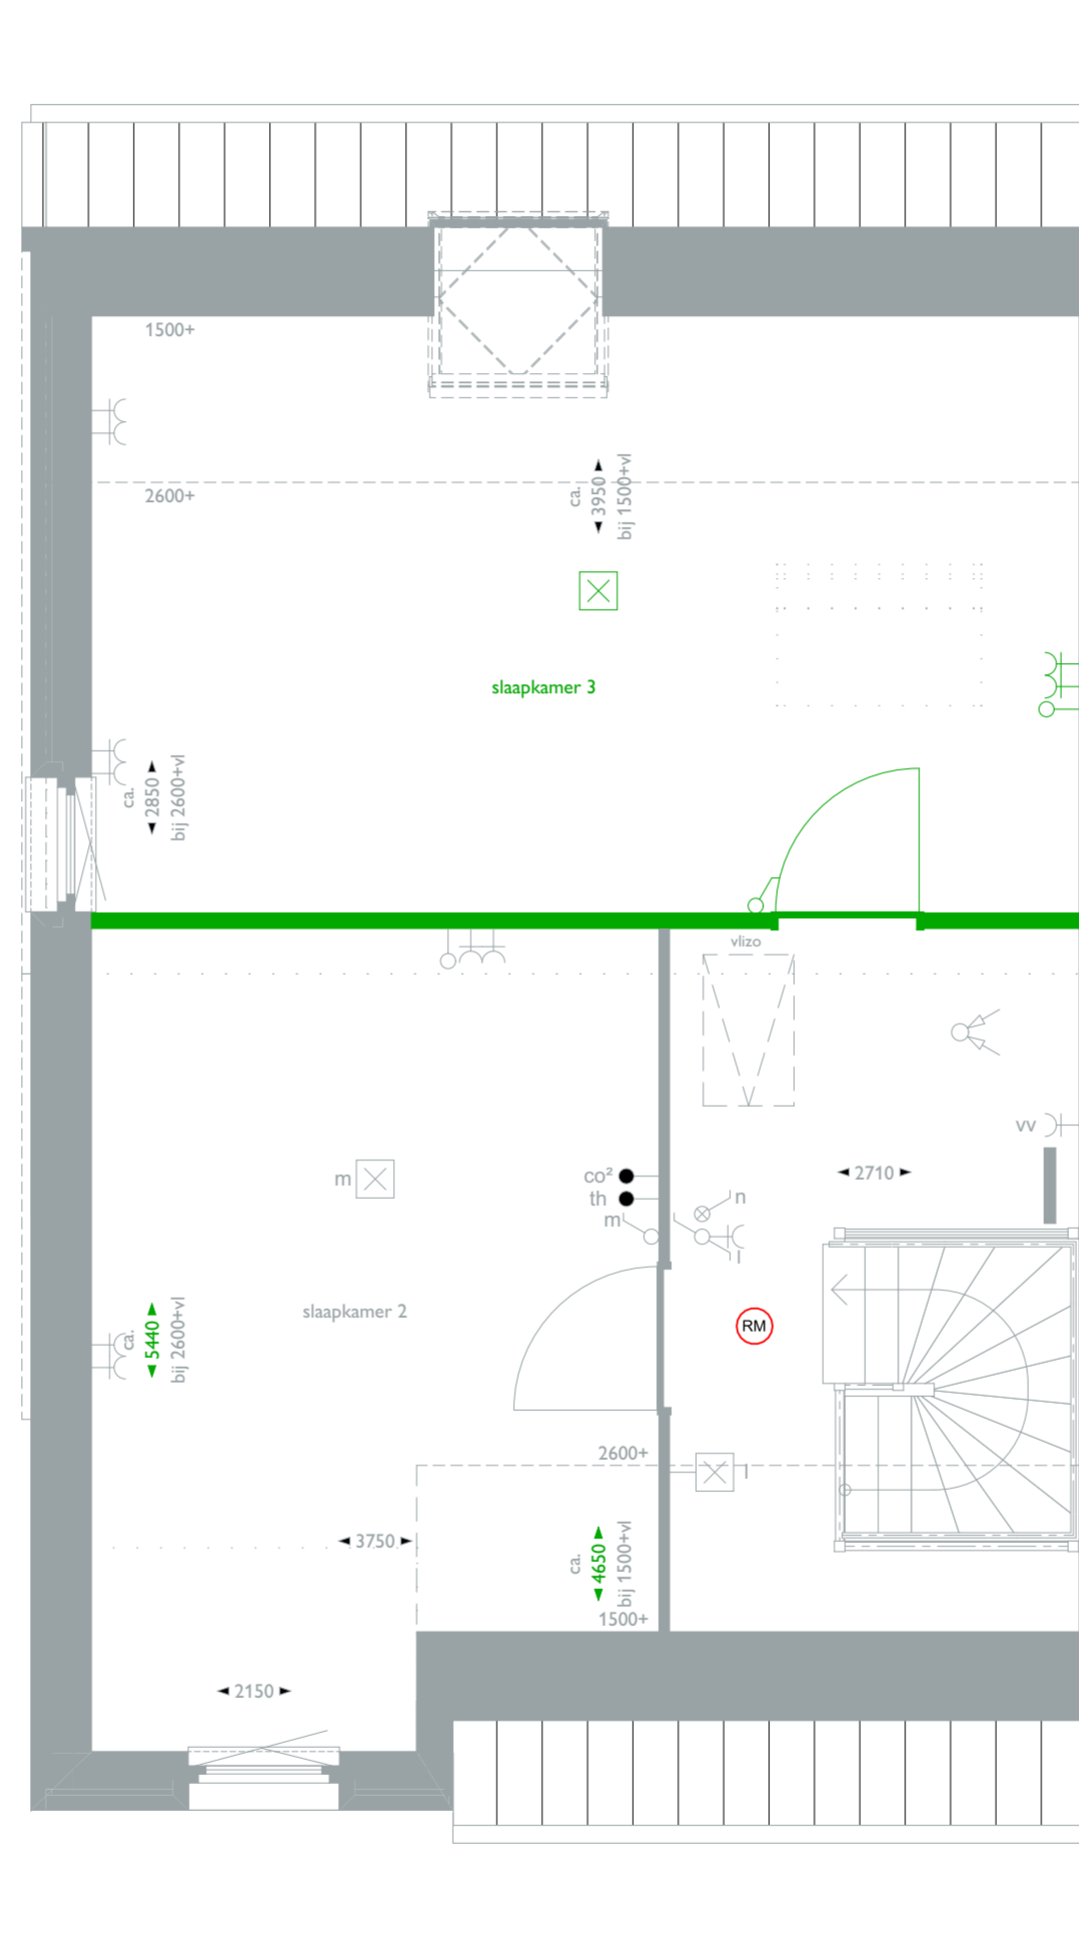 1500+
2600+
ca.
3950
bij 1500+vl
slaapkamer 3
ca.
2850
bij 2600+vl
vlizo
vv
2710
m
co²
th
m
n
l
slaapkamer 2
RM
ca.
5440
bij 2600+vl
2600+
l
3750
ca.
4650
bij 1500+vl
1500+
2150